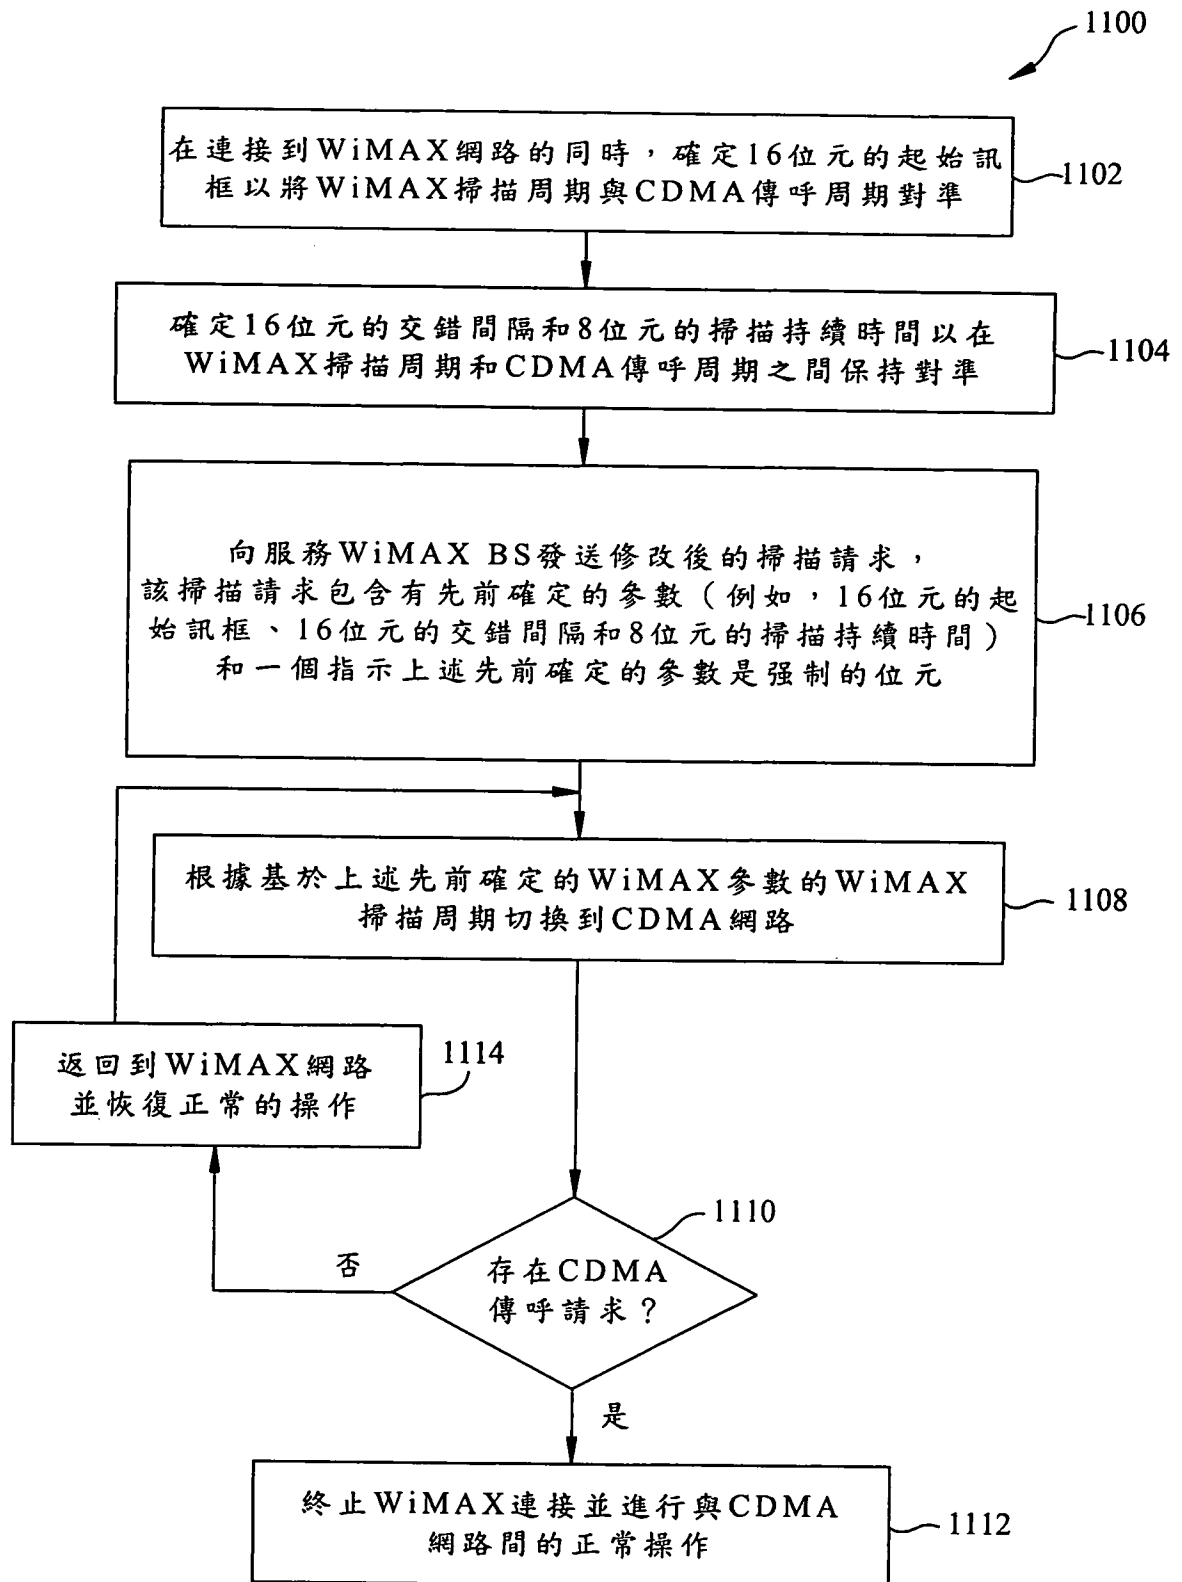 1100
在連接到WiMAX網路的同時，確定16位元的起始訊
框以將WiMAX掃描周期與CDMA傳呼周期對準
1102
確定16位元的交錯間隔和8位元的掃描持續時間以在
WiMAX掃描周期和CDMA傳呼周期之間保持對準
1104
向服務WiMAX BS發送修改後的掃描請求，
該掃描請求包含有先前確定的參數（例如，16位元的起
始訊框、16位元的交錯間隔和8位元的掃描持續時間）
和一個指示上述先前確定的參數是强制的位元
1106
根據基於上述先前確定的WiMAX參數的WiMAX
掃描周期切換到CDMA網路
1108
返回到WiMAX網路
並恢復正常的操作
1114
1110
存在CDMA
傳呼請求？
否
是
終止WiMAX連接並進行與CDMA
網路間的正常操作
1112